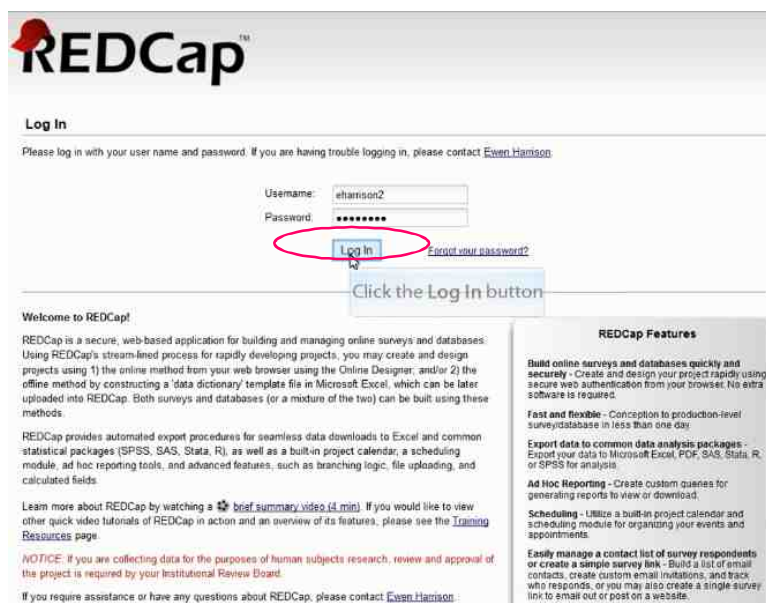 REDCap™
Log In
Please log in with your user name and password. If you are having trouble logging in, please contact Ewen Harrison.
Username: eharrison2
Password: ••••••••
Log In
Forgot your password?
Click the Log In button
Welcome to REDCap!
REDCap is a secure, web-based application for building and managing online surveys and databases.
Using REDCap's stream-lined process for rapidly developing projects, you may create and design
projects using 1) the online method from your web browser using the Online Designer; and/or 2) the
offline method by constructing a 'data dictionary' template file in Microsoft Excel, which can be later
uploaded into REDCap. Both surveys and databases (or a mixture of the two) can be built using these
methods.
REDCap provides automated export procedures for seamless data downloads to Excel and common
statistical packages (SPSS, SAS, Stata, R), as well as a built-in project calendar, a scheduling
module, ad hoc reporting tools, and advanced features, such as branching logic, file uploading, and
calculated fields.
Learn more about REDCap by watching a brief summary video (4 min). If you would like to view
other quick video tutorials of REDCap in action and an overview of its features, please see the Training
Resources page.
NOTICE: If you are collecting data for the purposes of human subjects research, review and approval of
the project is required by your Institutional Review Board.
If you require assistance or have any questions about REDCap, please contact Ewen Harrison.
REDCap Features
Build online surveys and databases quickly and
securely - Create and design your project rapidly using
secure web authentication from your browser. No extra
software is required.
Fast and flexible - Conception to production-level
survey/database in less than one day.
Export data to common data analysis packages -
Export your data to Microsoft Excel, PDF, SAS, Stata, R,
or SPSS for analysis.
Ad Hoc Reporting - Create custom queries for
generating reports to view or download.
Scheduling - Utilize a built-in project calendar and
scheduling module for organizing your events and
appointments.
Easily manage a contact list of survey respondents
or create a simple survey link - Build a list of email
contacts, create custom email invitations, and track
who responds, or you may also create a single survey
link to email out or post on a website.